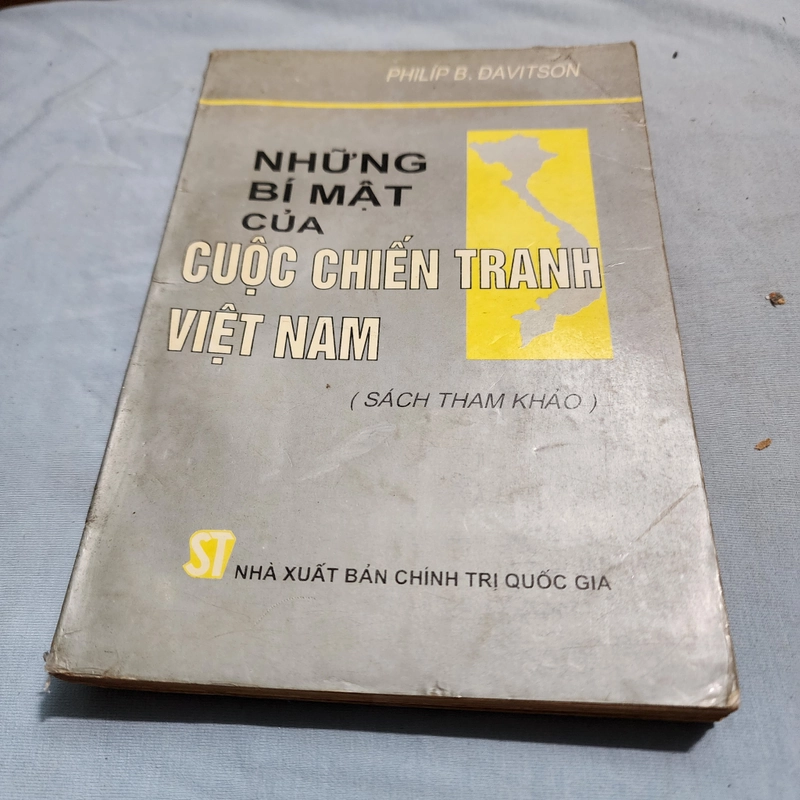 PHILÍP B. DAVITSON
NHỮNG
BÍ MẬT
CỦA
CUỘC CHIẾN TRANH
VIỆT NAM
( SÁCH THAM KHẢO )
ST
NHÀ XUẤT BẢN CHÍNH TRỊ QUỐC GIA